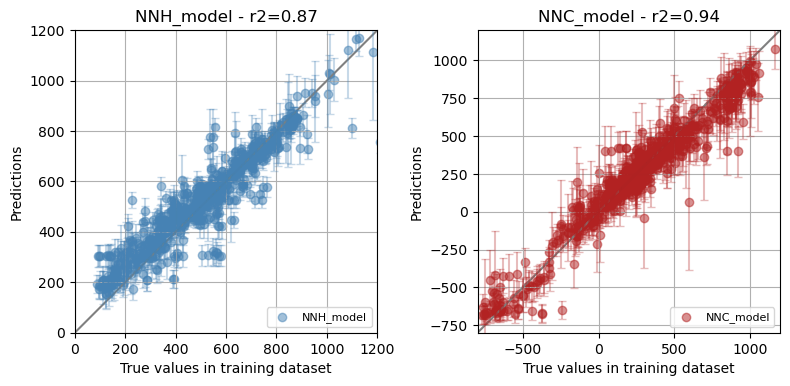 NNH_model - r2=0.87
1200
1000
800
600
400
200
0
Predictions
0 200 400 600 800 1000 1200
True values in training dataset
NNH_model
NNC_model - r2=0.94
1000
750
500
250
0
−250
−500
−750
Predictions
−500 0 500 1000
True values in training dataset
NNC_model